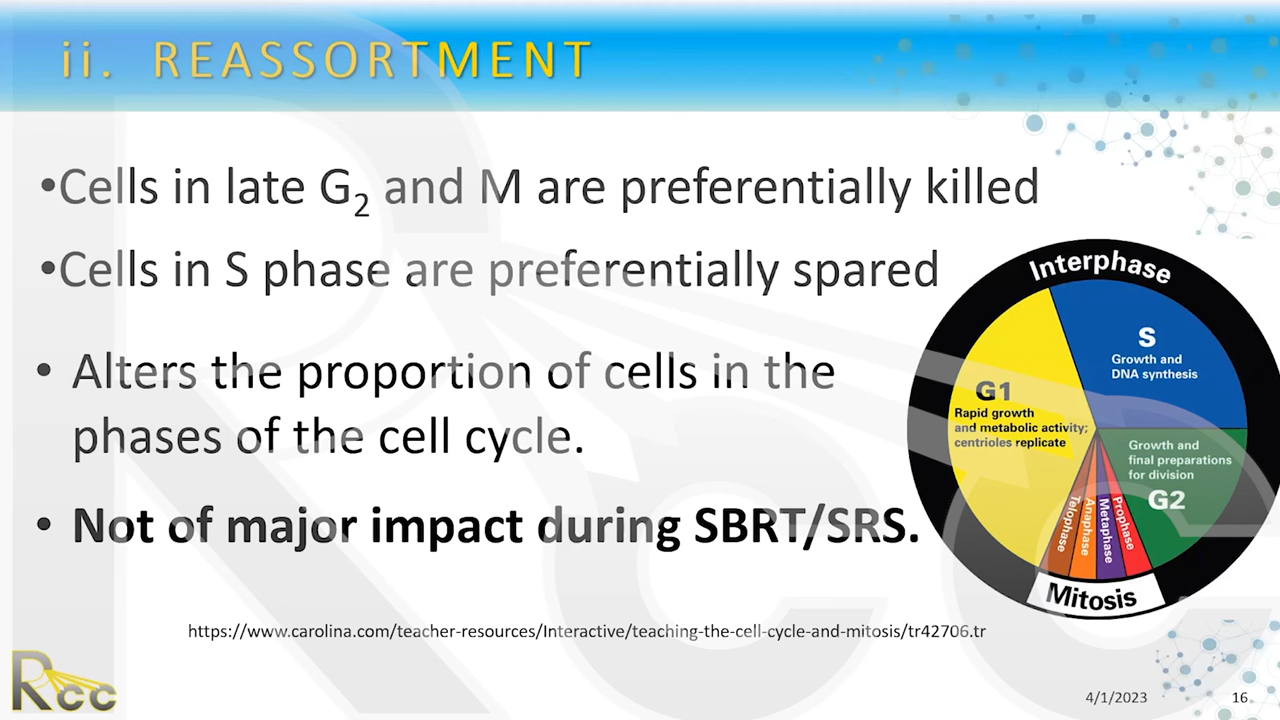 ii. REASSORTMENT
•Cells in late G2 and M are preferentially killed
•Cells in S phase are preferentially spared
• Alters the proportion of cells in the
phases of the cell cycle.
• Not of major impact during SBRT/SRS.
Interphase
S
Growth and
DNA synthesis
G1
Rapid growth
and metabolic activity;
centrioles replicate
Growth and
final preparations
for division
G2
Telophase
Anaphase
Metaphase
Prophase
Mitosis
https://www.carolina.com/teacher-resources/Interactive/teaching-the-cell-cycle-and-mitosis/tr42706.tr
Rcc
4/1/2023
16